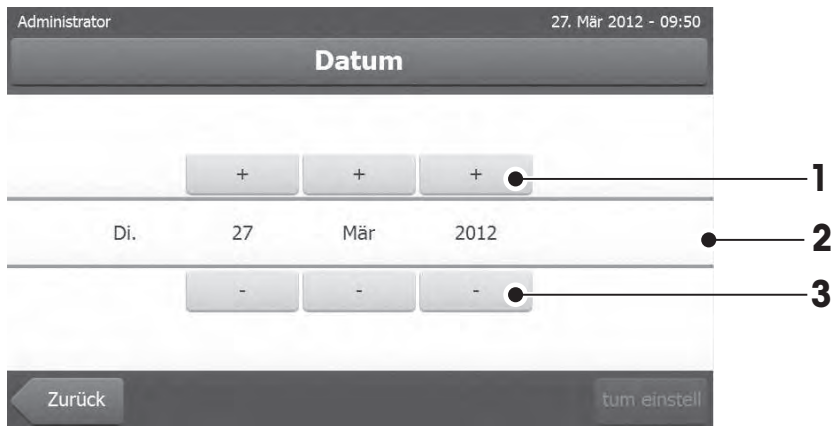 Administrator 27. Mär 2012 - 09:50
Datum
+ + + 1
Di. 27 Mär 2012 2
- - - 3
Zurück tum einstell